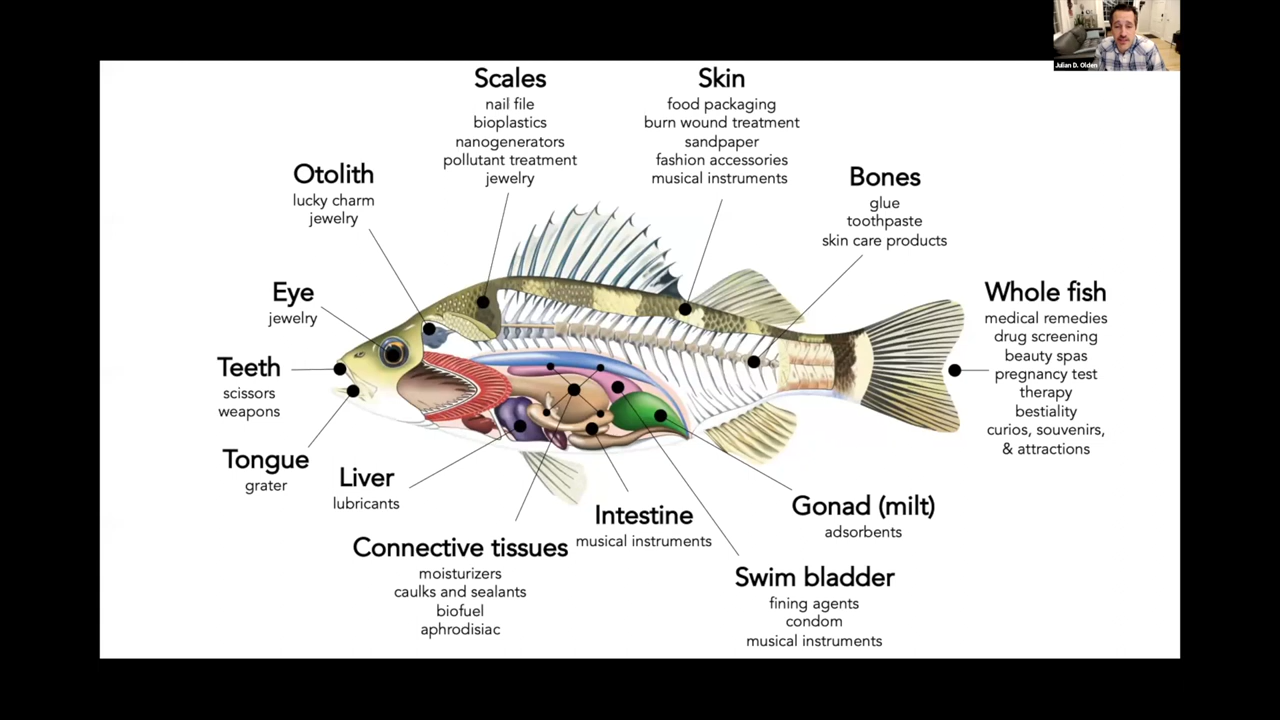 Julian D. Olden
Scales
nail file
bioplastics
nanogenerators
pollutant treatment
jewelry
Skin
food packaging
burn wound treatment
sandpaper
fashion accessories
musical instruments
Otolith
lucky charm
jewelry
Bones
glue
toothpaste
skin care products
Eye
jewelry
Whole fish
medical remedies
drug screening
beauty spas
pregnancy test
therapy
bestiality
curios, souvenirs,
& attractions
Teeth
scissors
weapons
Tongue
grater
Liver
lubricants
Connective tissues
moisturizers
caulks and sealants
biofuel
aphrodisiac
Intestine
musical instruments
Gonad (milt)
adsorbents
Swim bladder
fining agents
condom
musical instruments